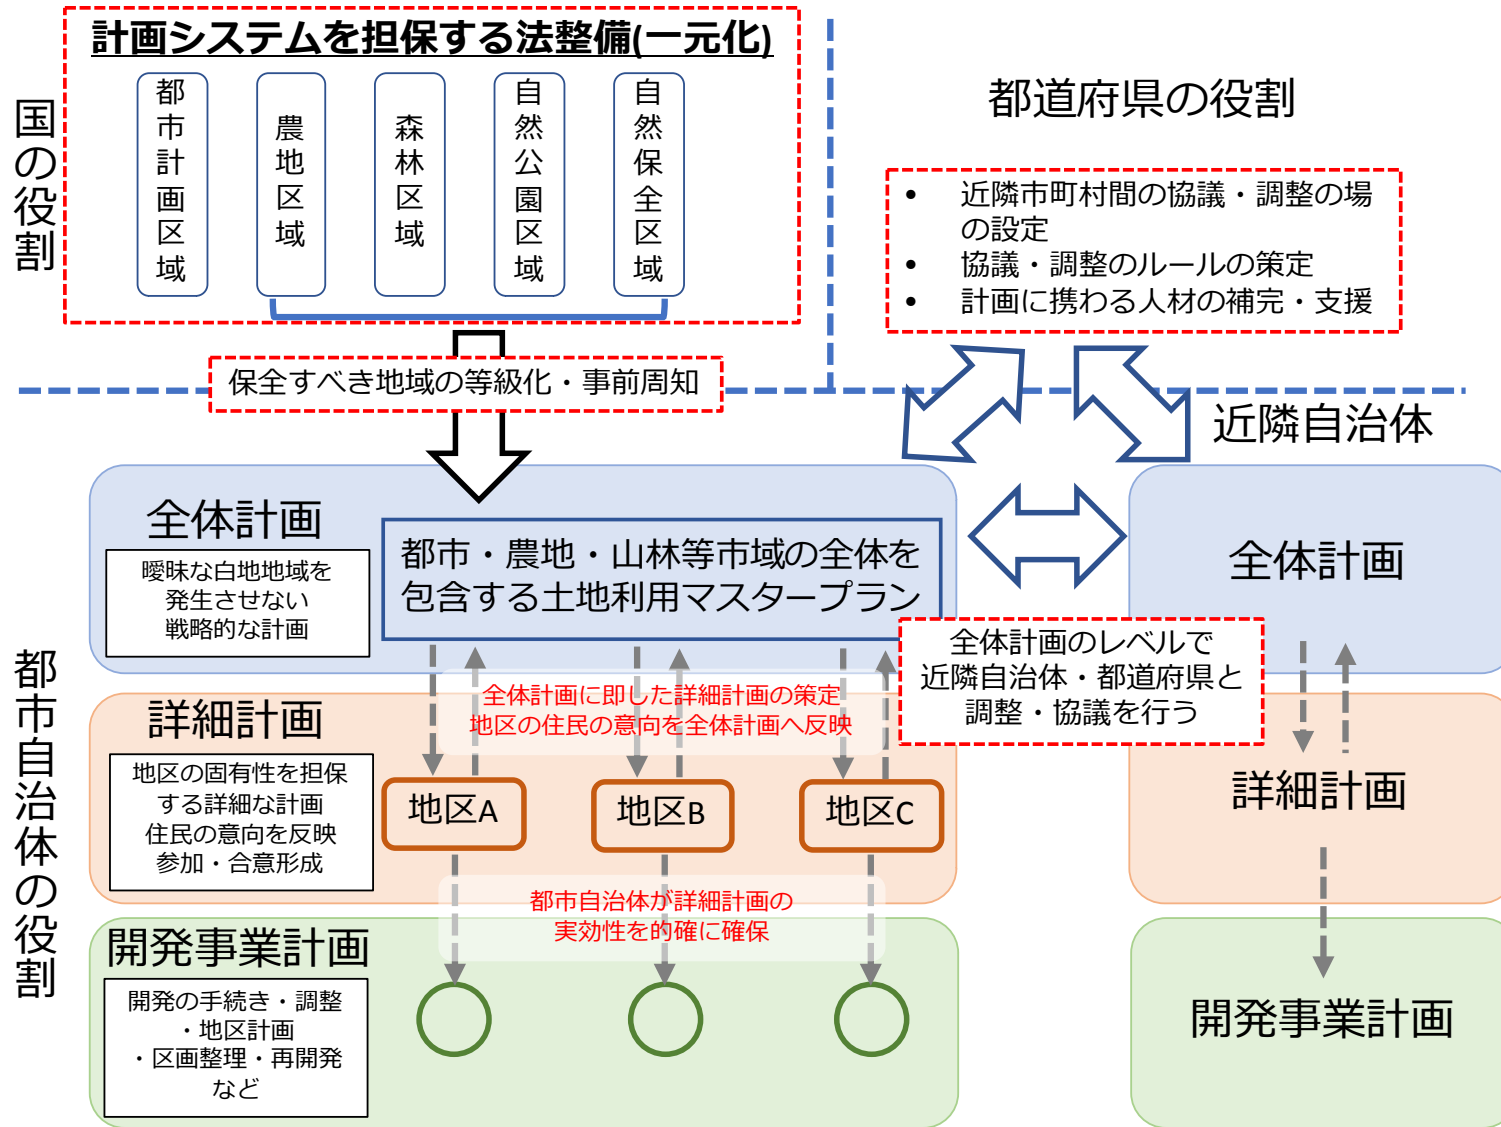 計画システムを担保する法整備(一元化)
国の役割
都市計画区域
農地区域
森林区域
自然公園区域
自然保全区域
都道府県の役割
• 近隣市町村間の協議・調整の場
の設定
• 協議・調整のルールの策定
• 計画に携わる人材の補完・支援
保全すべき地域の等級化・事前周知
近隣自治体
都市自治体の役割
全体計画
曖昧な白地地域を
発生させない
戦略的な計画
都市・農地・山林等市域の全体を
包含する土地利用マスタープラン
全体計画
全体計画のレベルで
近隣自治体・都道府県と
調整・協議を行う
全体計画に即した詳細計画の策定
地区の住民の意向を全体計画へ反映
詳細計画
地区の固有性を担保
する詳細な計画
住民の意向を反映
参加・合意形成
地区A
地区B
地区C
詳細計画
都市自治体が詳細計画の
実効性を的確に確保
開発事業計画
開発の手続き・調整
・地区計画
・区画整理・再開発
など
開発事業計画